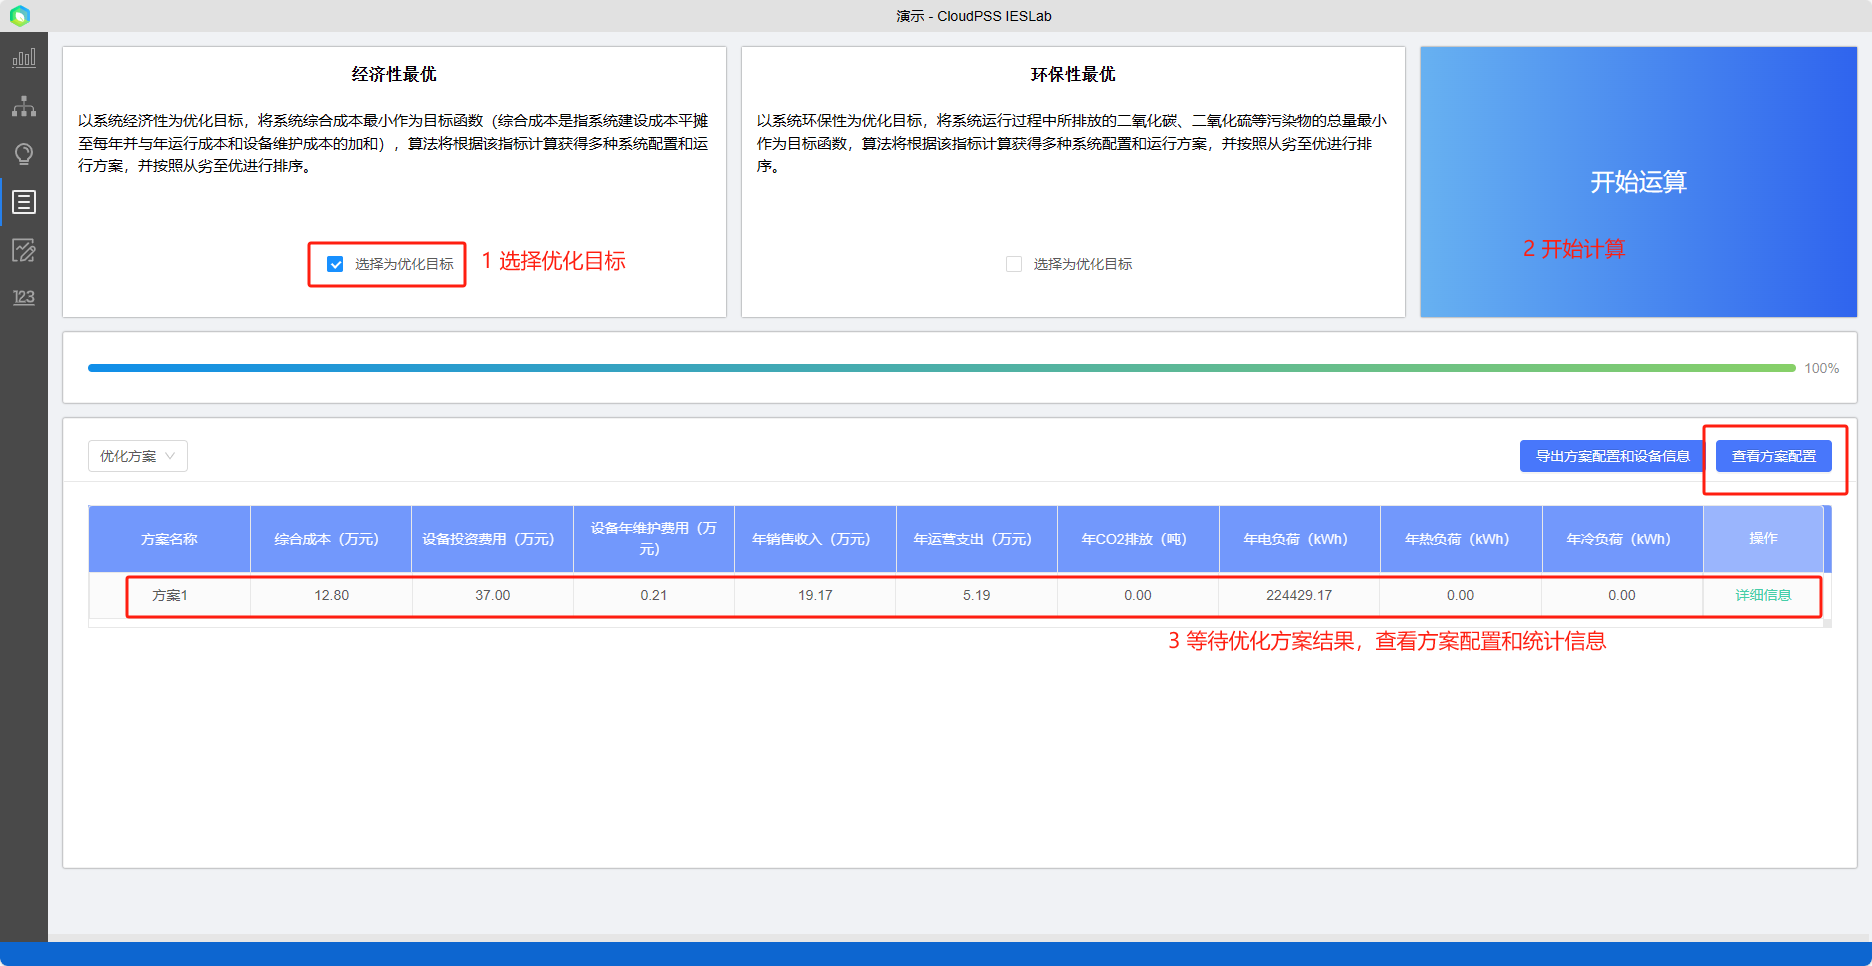 演示 - CloudPSS IESLab
经济性最优
以系统经济性为优化目标，将系统综合成本最小作为目标函数（综合成本是指系统建设成本平摊
至每年并与年运行成本和设备维护成本的加和），算法将根据该指标计算获得多种系统配置和运
行方案，并按照从劣至优进行排序。
选择为优化目标
1 选择优化目标
环保性最优
以系统环保性为优化目标，将系统运行过程中所排放的二氧化碳、二氧化硫等污染物的总量最小
作为目标函数，算法将根据该指标计算获得多种系统配置和运行方案，并按照从劣至优进行排
序。
选择为优化目标
开始运算
2 开始计算
123
100%
优化方案
导出方案配置和设备信息
查看方案配置
方案名称 综合成本（万元） 设备投资费用（万元） 设备年维护费用（万 年销售收入（万元） 年运营支出（万元） 年CO2排放（吨） 年电负荷（kWh） 年热负荷（kWh） 年冷负荷（kWh） 操作
元）
方案1 12.80 37.00 0.21 19.17 5.19 0.00 224429.17 0.00 0.00 详细信息
3 等待优化方案结果，查看方案配置和统计信息